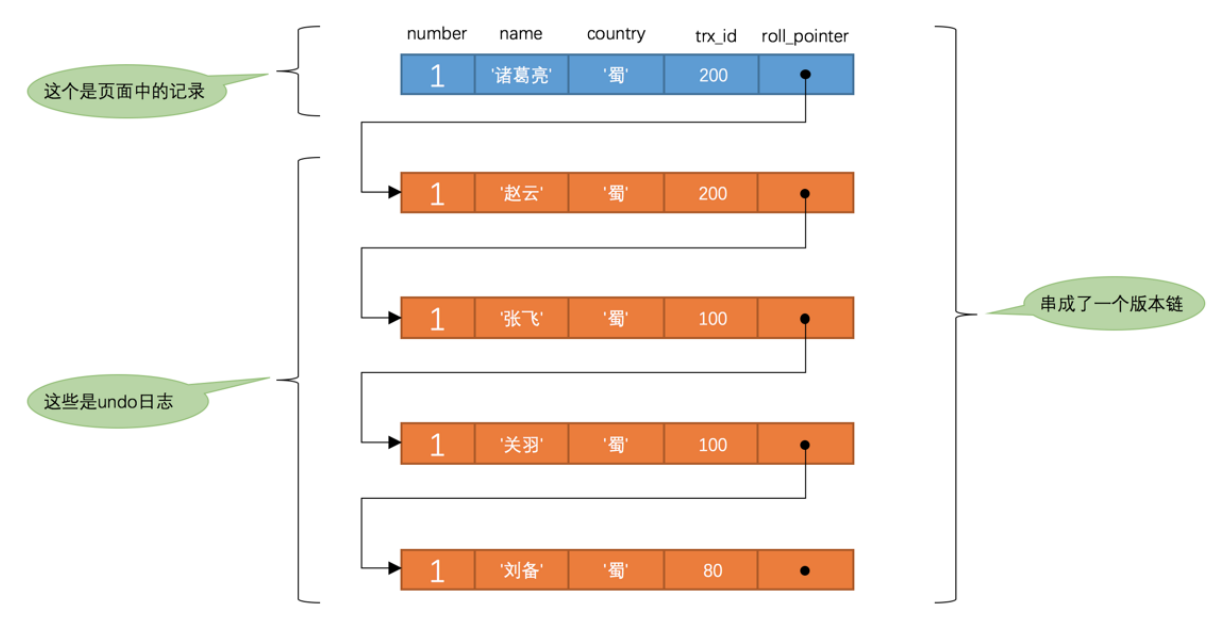 number name country trx_id roll_pointer
1 '诸葛亮' '蜀' 200
这个是页面中的记录
1 '赵云' '蜀' 200
1 '张飞' '蜀' 100
串成了一个版本链
这些是undo日志
1 '关羽' '蜀' 100
1 '刘备' '蜀' 80